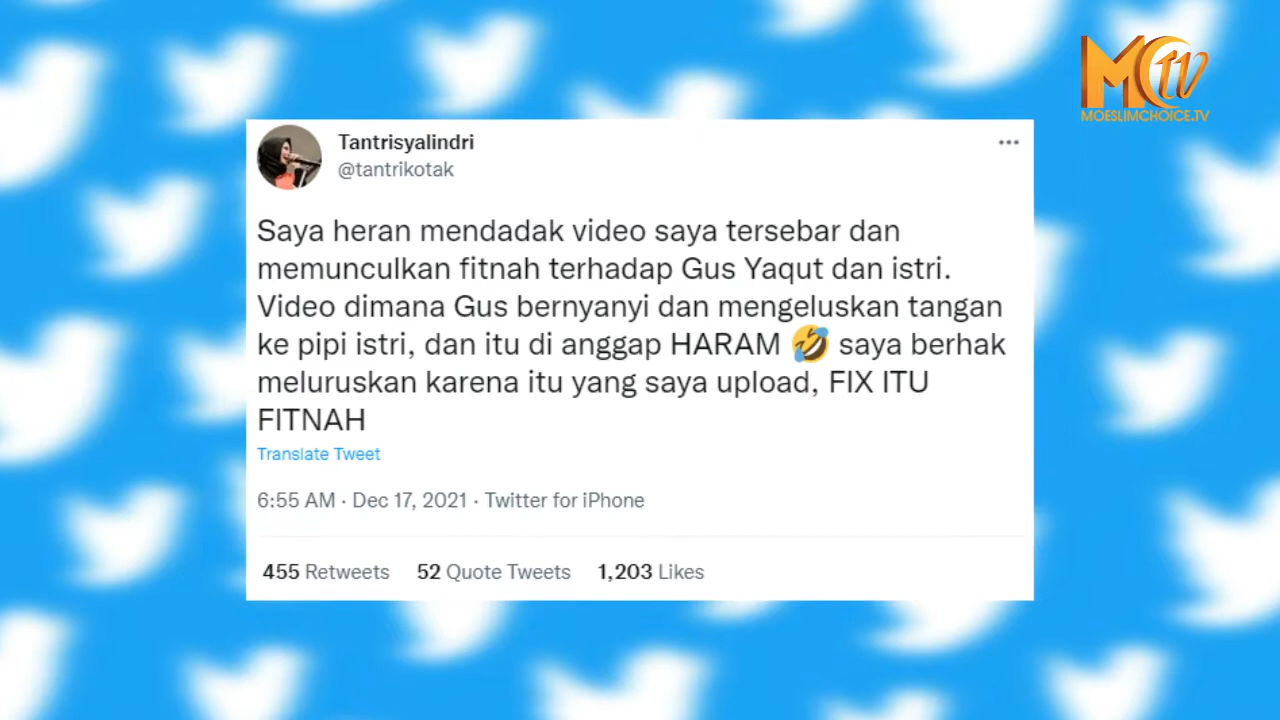 MCTV
MOESLIMCHOICE.TV
Tantrisyalindri
@tantrikotak
Saya heran mendadak video saya tersebar dan
memunculkan fitnah terhadap Gus Yaqut dan istri.
Video dimana Gus bernyanyi dan mengeluskan tangan
ke pipi istri, dan itu di anggap HARAM 🤣 saya berhak
meluruskan karena itu yang saya upload, FIX ITU
FITNAH
Translate Tweet
6:55 AM · Dec 17, 2021 · Twitter for iPhone
455 Retweets 52 Quote Tweets 1,203 Likes